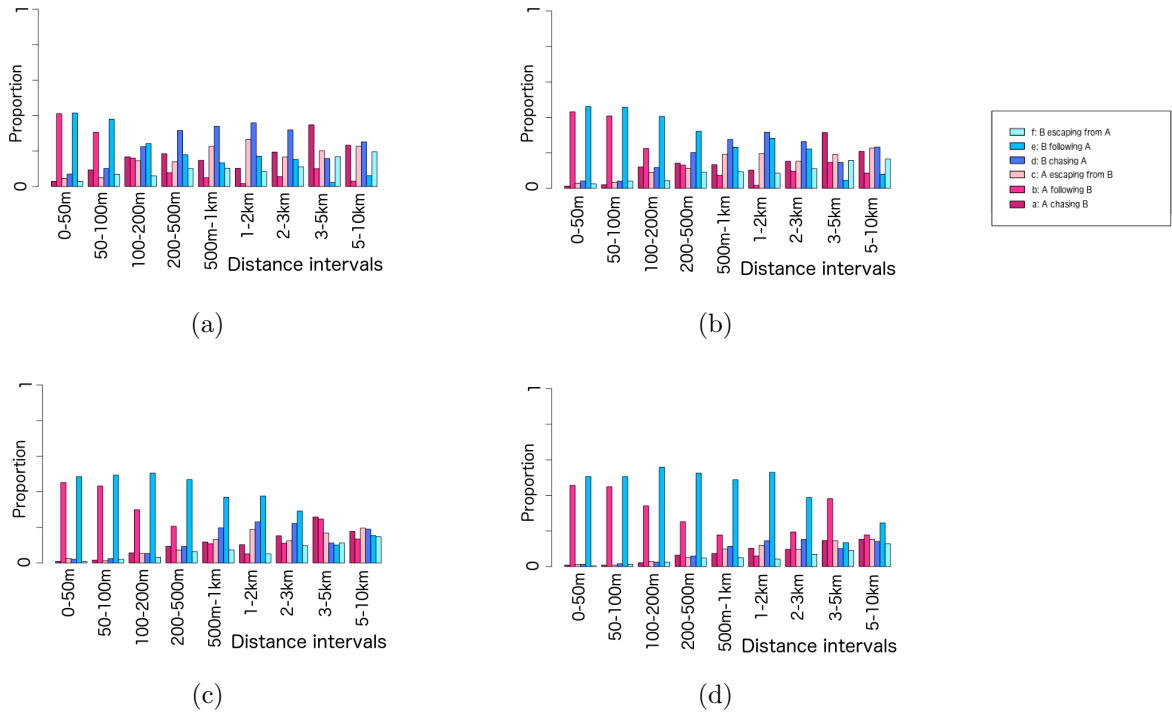 1
Proportion
0
0-50m
50-100m
100-200m
200-500m
500m-1km
1-2km
2-3km
3-5km
5-10km
Distance intervals
(a)
1
Proportion
0
0-50m
50-100m
100-200m
200-500m
500m-1km
1-2km
2-3km
3-5km
5-10km
Distance intervals
(b)
f: B escaping from A
e: B following A
d: B chasing A
c: A escaping from B
b: A following B
a: A chasing B
1
Proportion
0
0-50m
50-100m
100-200m
200-500m
500m-1km
1-2km
2-3km
3-5km
5-10km
Distance intervals
(c)
1
Proportion
0
0-50m
50-100m
100-200m
200-500m
500m-1km
1-2km
2-3km
3-5km
5-10km
Distance intervals
(d)